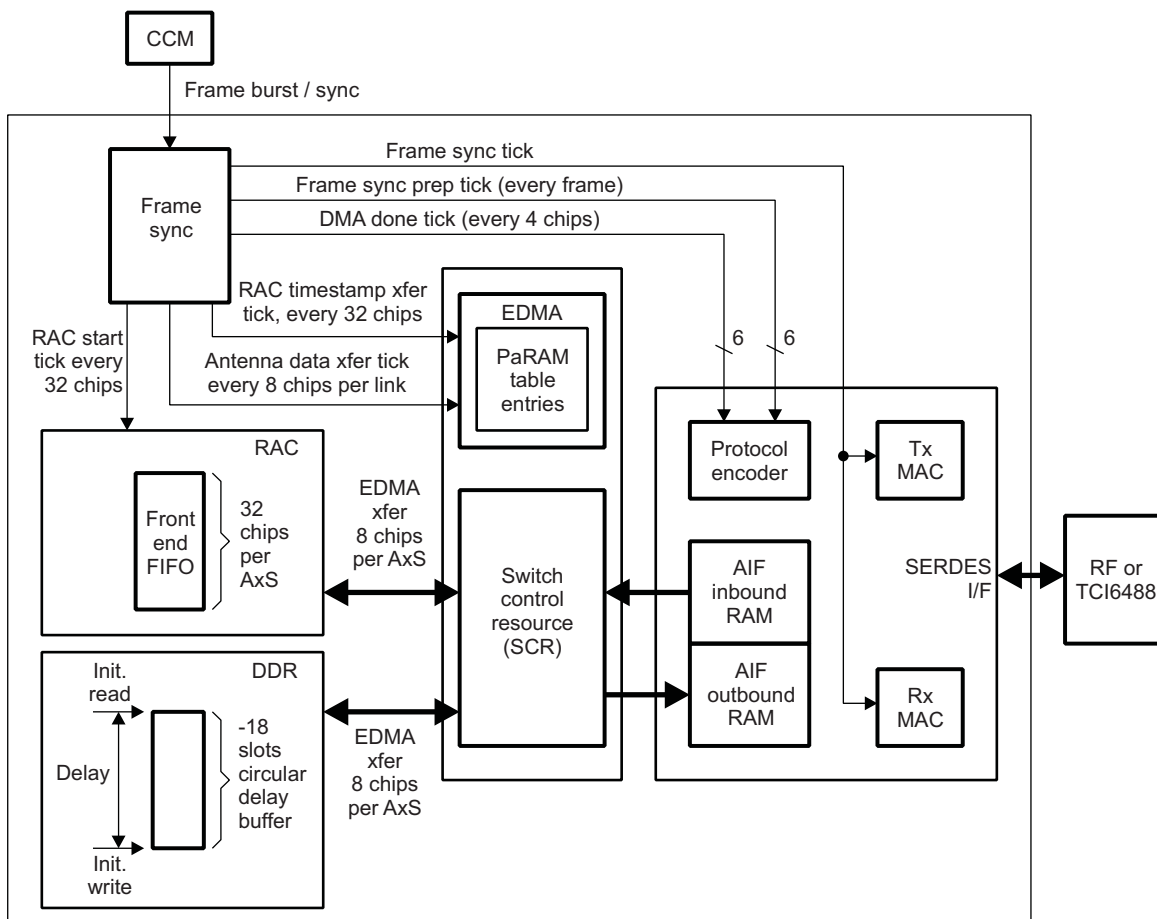 CCM
Frame burst / sync
Frame sync tick
Frame sync prep tick (every frame)
DMA done tick (every 4 chips)
Frame
sync
RAC timestamp xfer
tick, every 32 chips
RAC start
tick every
32 chips
Antenna data xfer tick
every 8 chips per link
EDMA
PaRAM
table
entries
6
6
RAC
Front
end
FIFO
32
chips
per
AxS
EDMA
xfer
8 chips
per AxS
Switch
control
resource
(SCR)
Protocol
encoder
Tx
MAC
AIF
inbound
RAM
AIF
outbound
RAM
SERDES
I/F
RF or
TCI6488
Rx
MAC
DDR
Init.
read
Delay
Init.
write
-18
slots
circular
delay
buffer
EDMA
xfer
8 chips
per AxS